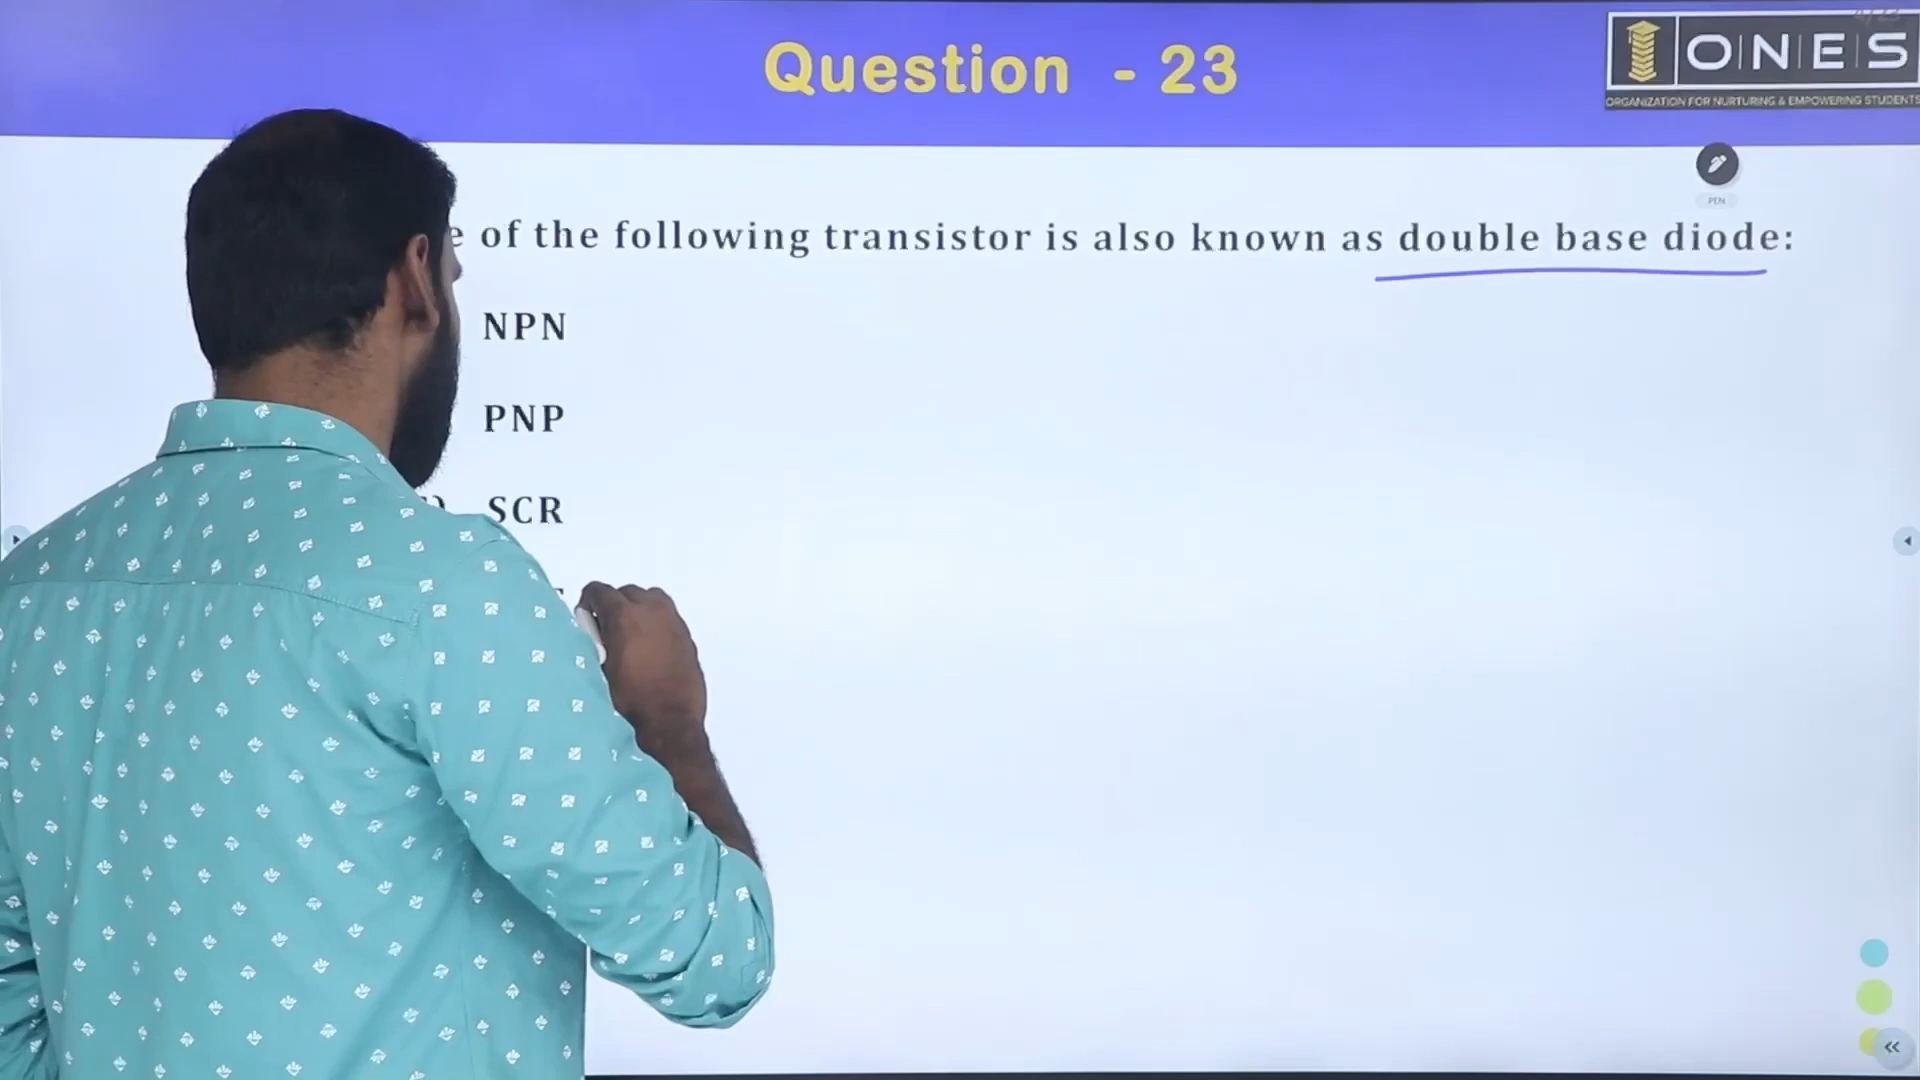 Question - 23
ONES
ORGANIZATION FOR NURTURING & EMPOWERING STUDENTS
PEN
of the following transistor is also known as double base diode:
NPN
PNP
SCR